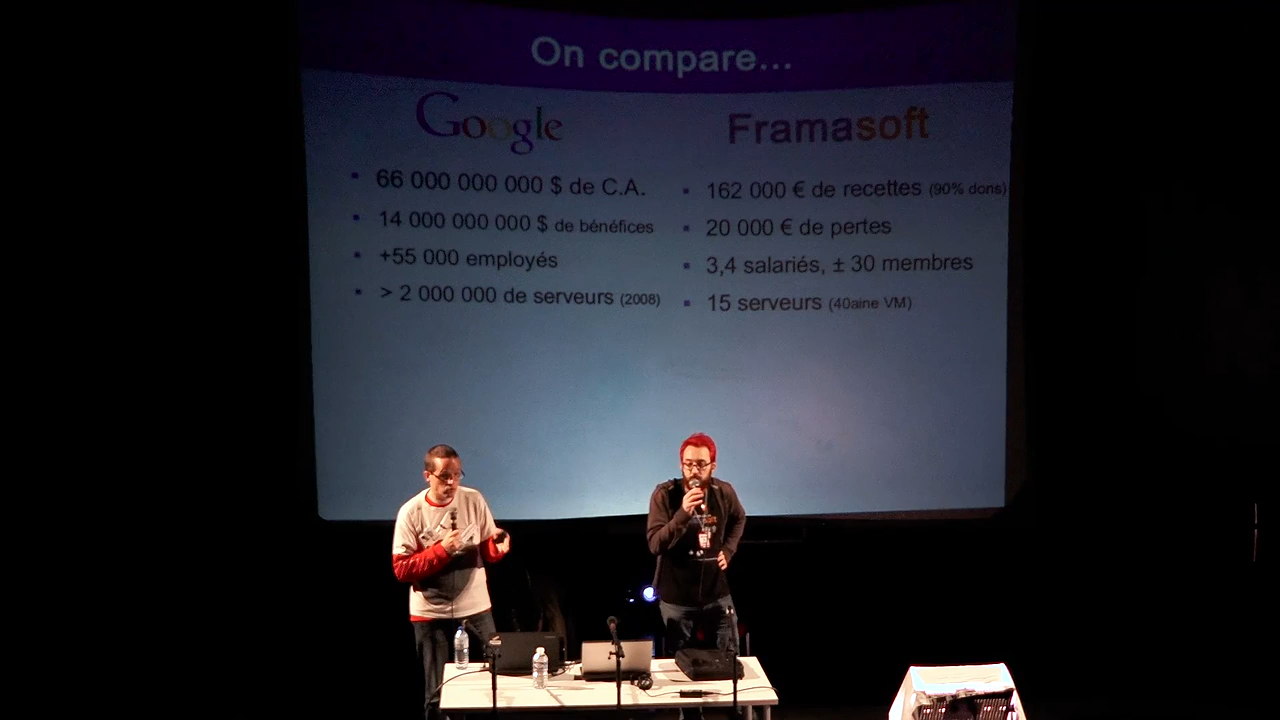 On compare...
Google
66 000 000 000 $ de C.A.
14 000 000 000 $ de bénéfices
+55 000 employés
> 2 000 000 de serveurs (2008)
Framasoft
162 000 € de recettes (90% dons)
20 000 € de pertes
3,4 salariés, ± 30 membres
15 serveurs (40aine VM)